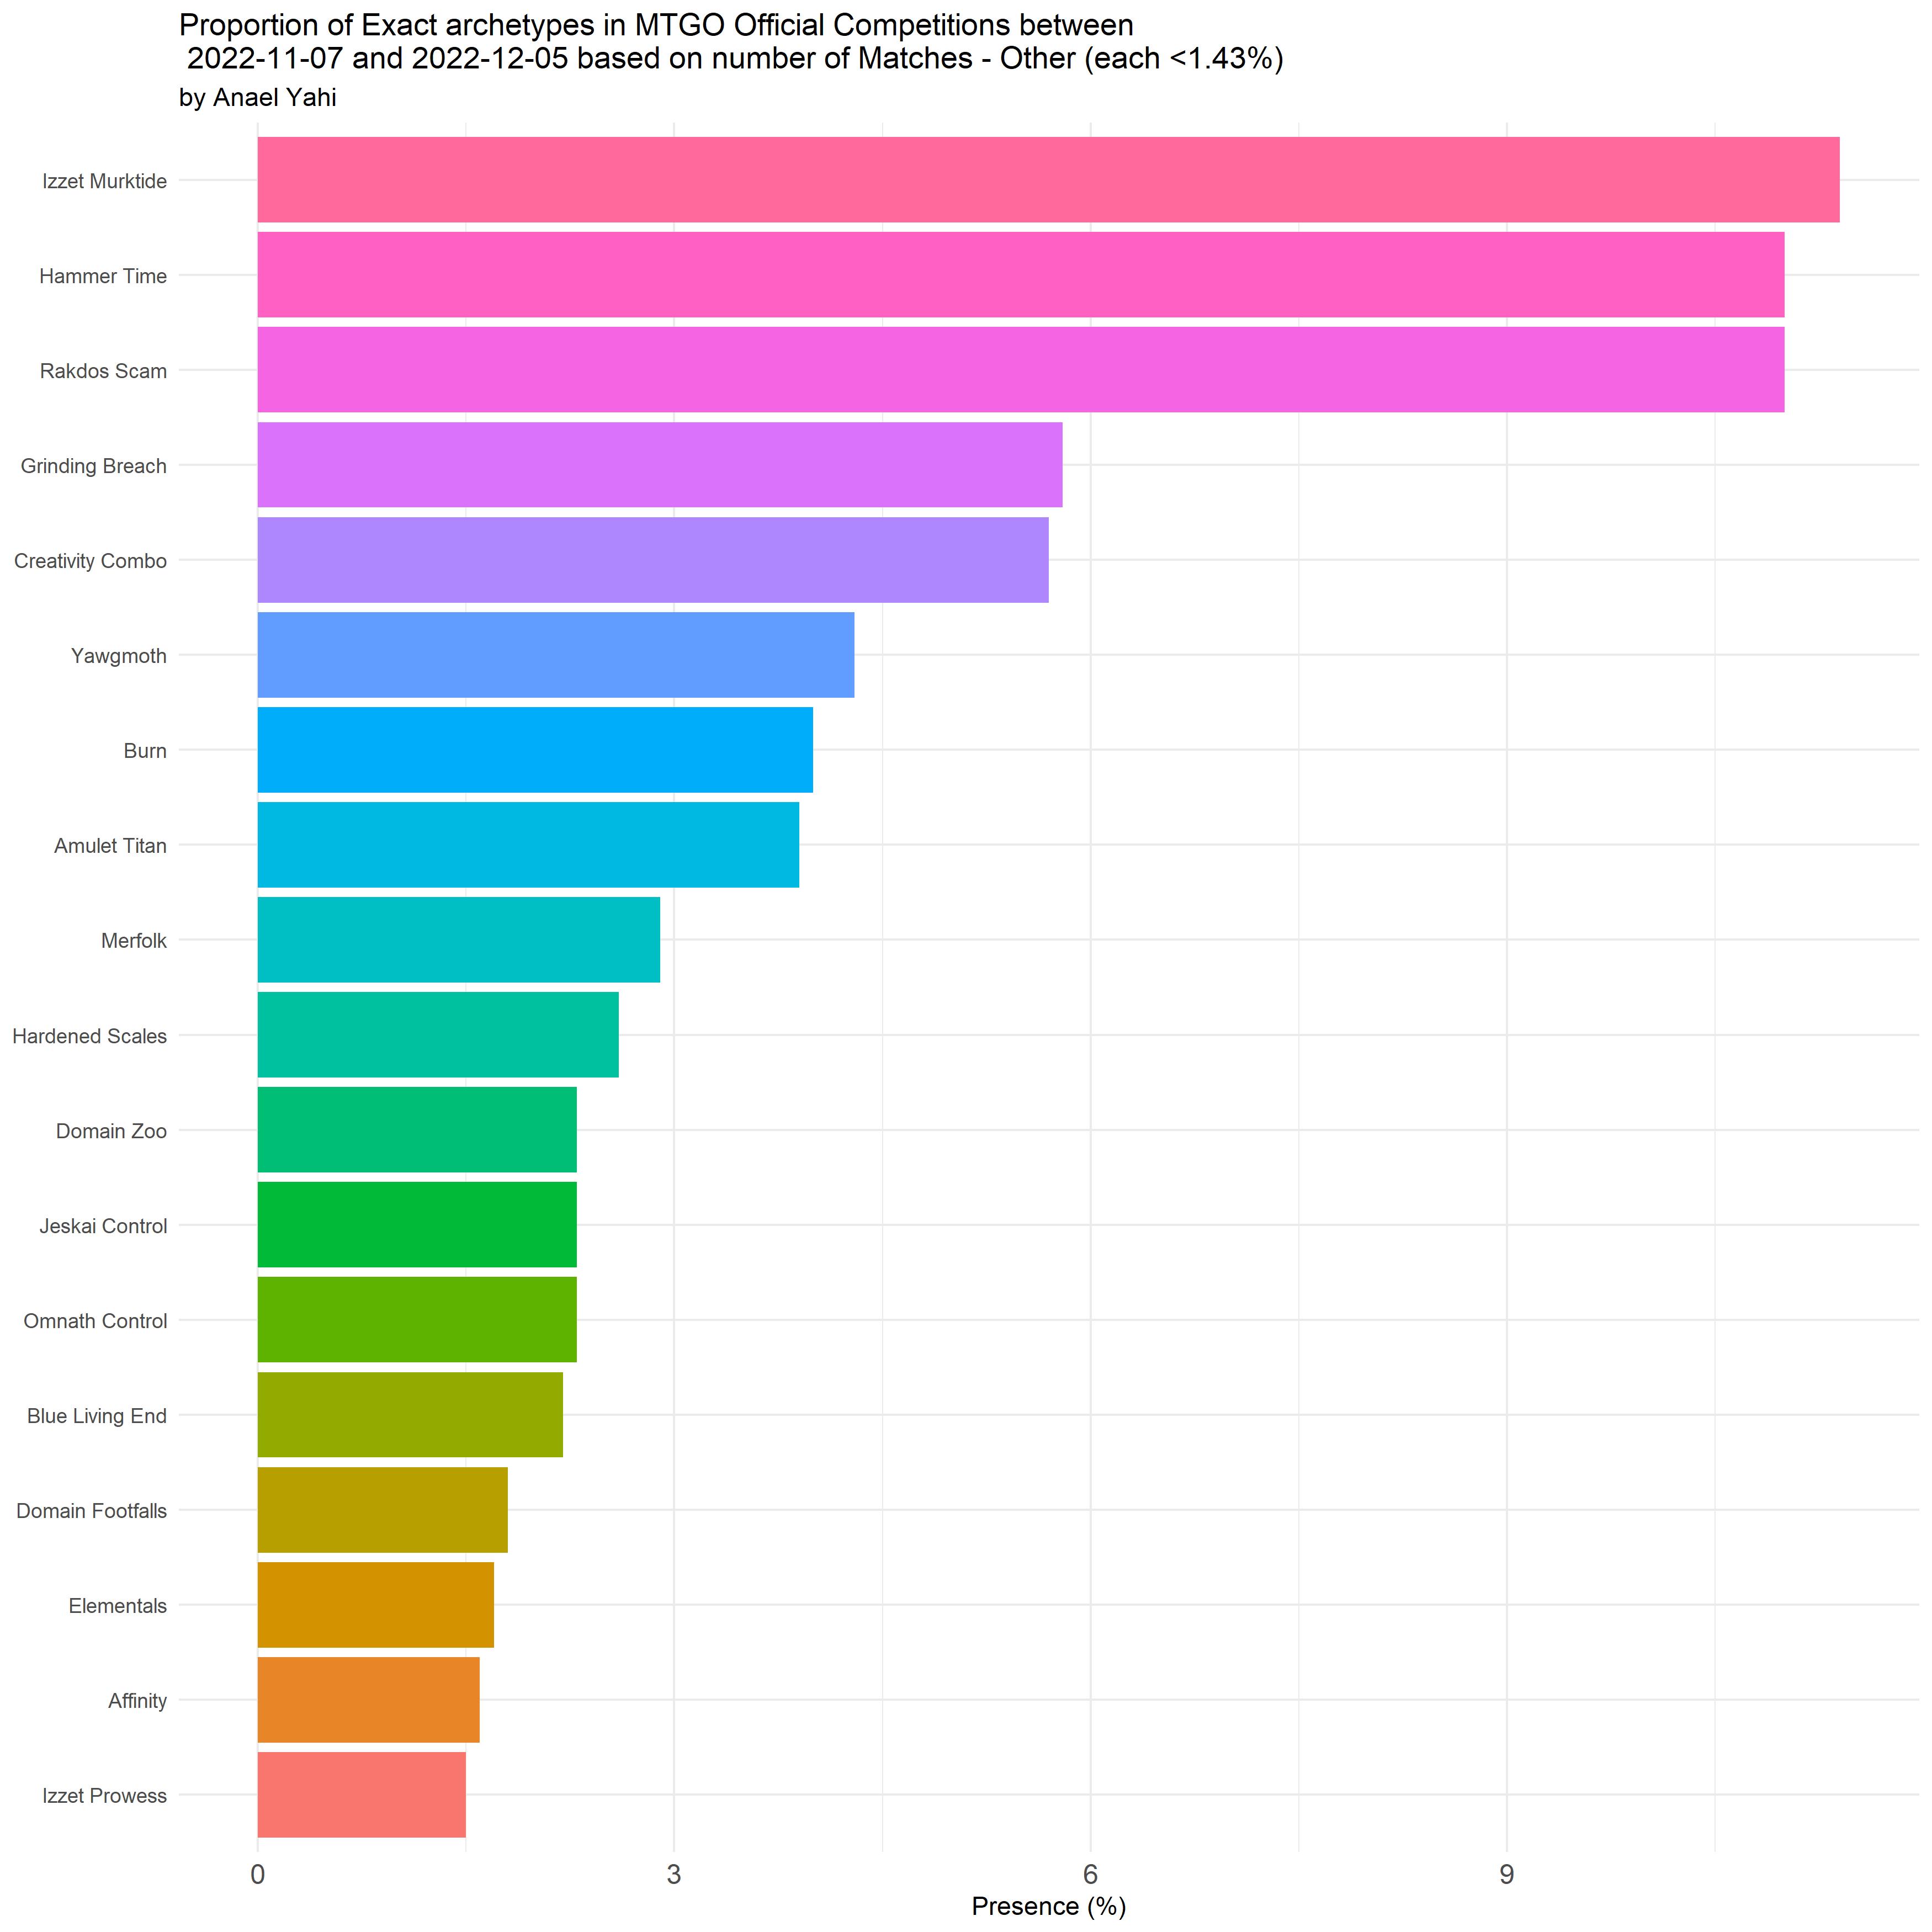 Proportion of Exact archetypes in MTGO Official Competitions between
2022-11-07 and 2022-12-05 based on number of Matches - Other (each <1.43%)
by Anael Yahi
Izzet Murktide
Hammer Time
Rakdos Scam
Grinding Breach
Creativity Combo
Yawgmoth
Burn
Amulet Titan
Merfolk
Hardened Scales
Domain Zoo
Jeskai Control
Omnath Control
Blue Living End
Domain Footfalls
Elementals
Affinity
Izzet Prowess
0 3 6 9
Presence (%)